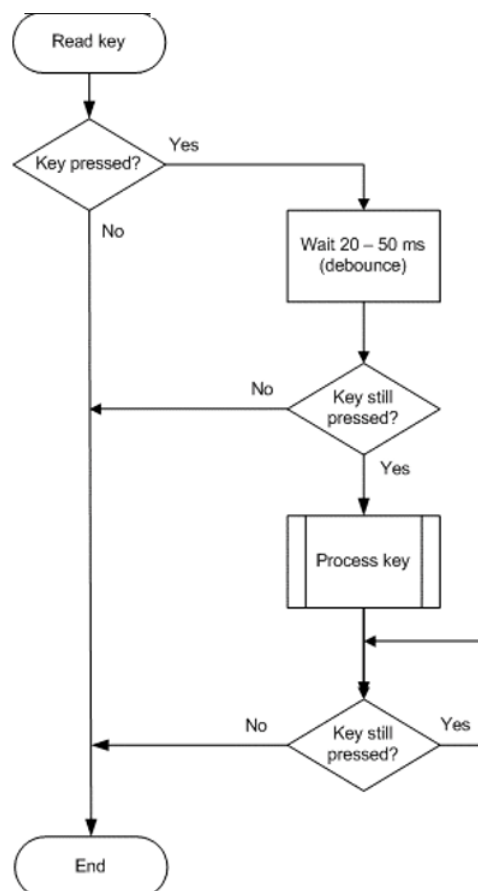 Read key
Key pressed?
Yes
No
Wait 20 – 50 ms
(debounce)
Key still
pressed?
No
Yes
Process key
Key still
pressed?
No
Yes
End